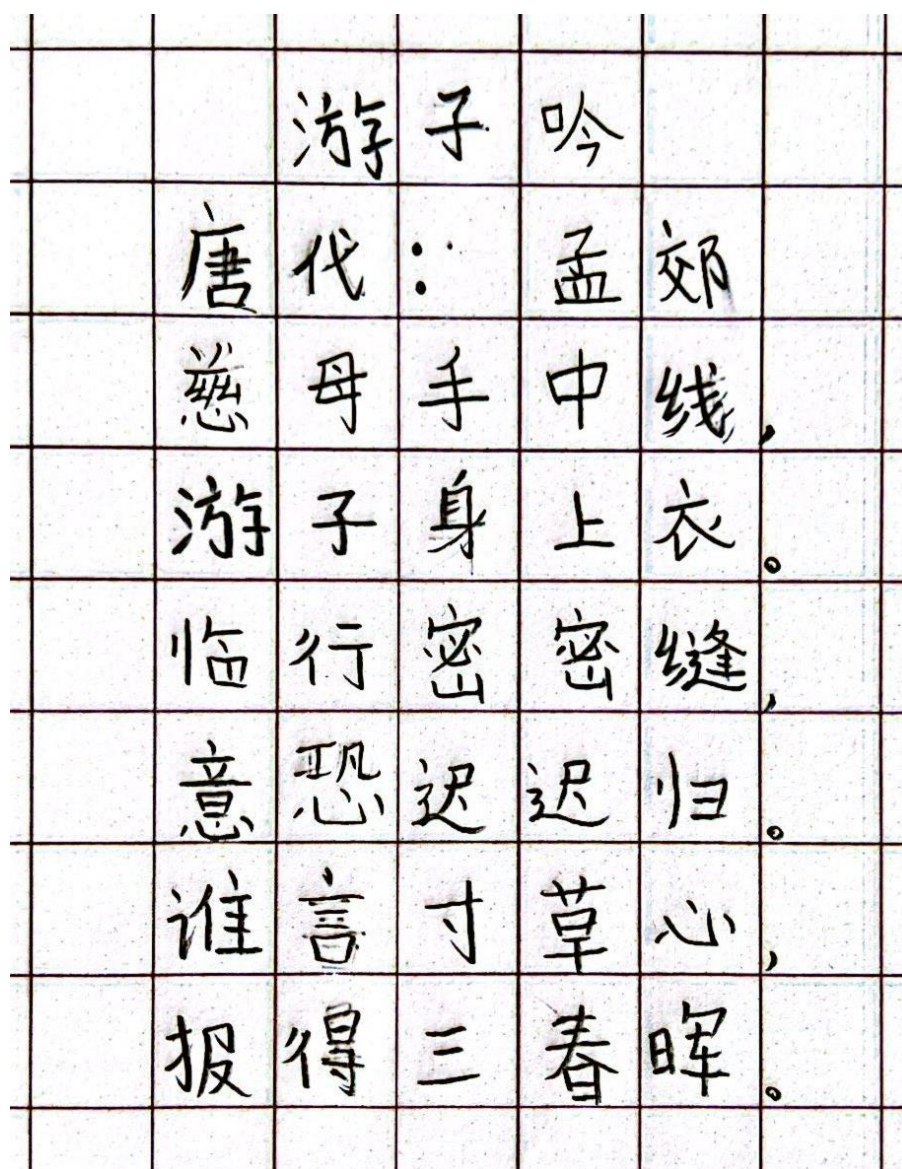 游子吟
唐代：孟郊
慈母手中线，
游子身上衣。
临行密密缝，
意恐迟迟归。
谁言寸草心，
报得三春晖。